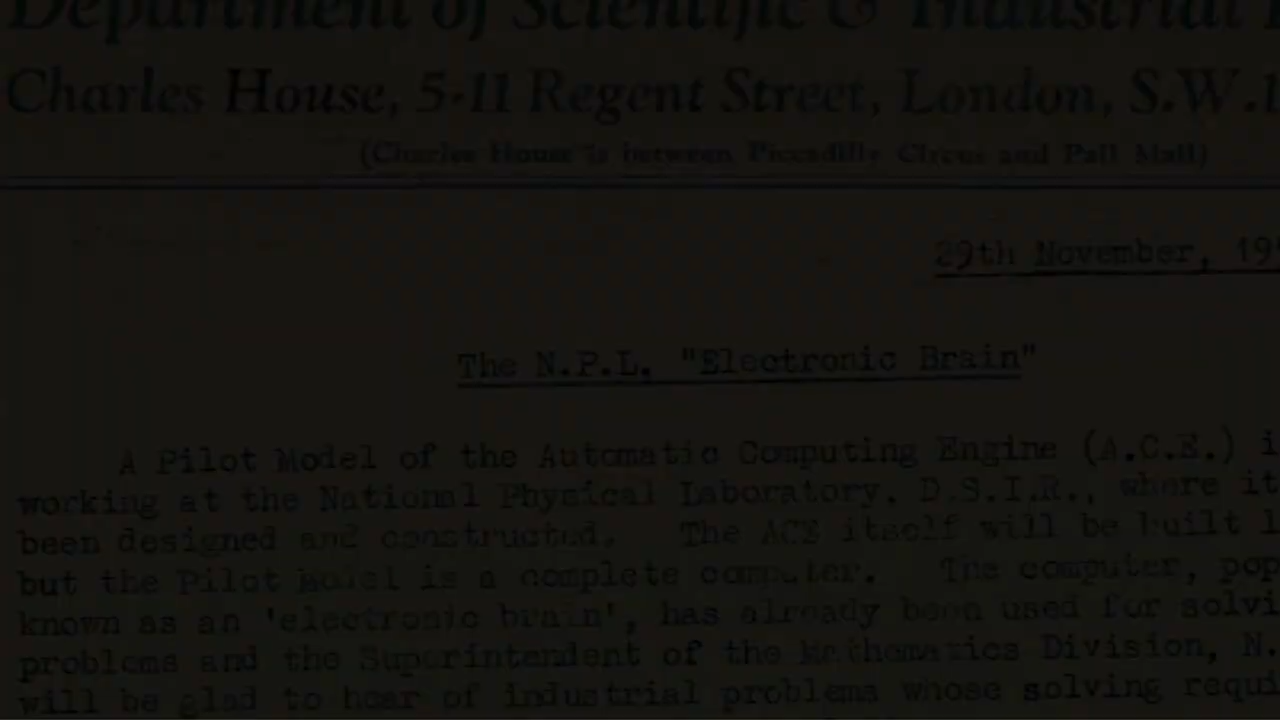 Department of Scientific & Industrial
Charles House, 5-11 Regent Street, London, S.W.1
(Charles House is between Piccadilly Circus and Pall Mall)
29th November, 19
The N.P.L. "Electronic Brain"
A Pilot Model of the Automatic Computing Engine (A.C.E.) i
working at the National Physical Laboratory, D.S.I.R., where it
been designed and constructed. The ACE itself will be built l
but the Pilot Model is a complete computer. The computer, pop
known as an 'electronic brain', has already been used for solvi
problems and the Superintendent of the Mathematics Division, N.
will be glad to hear of industrial problems whose solving requi